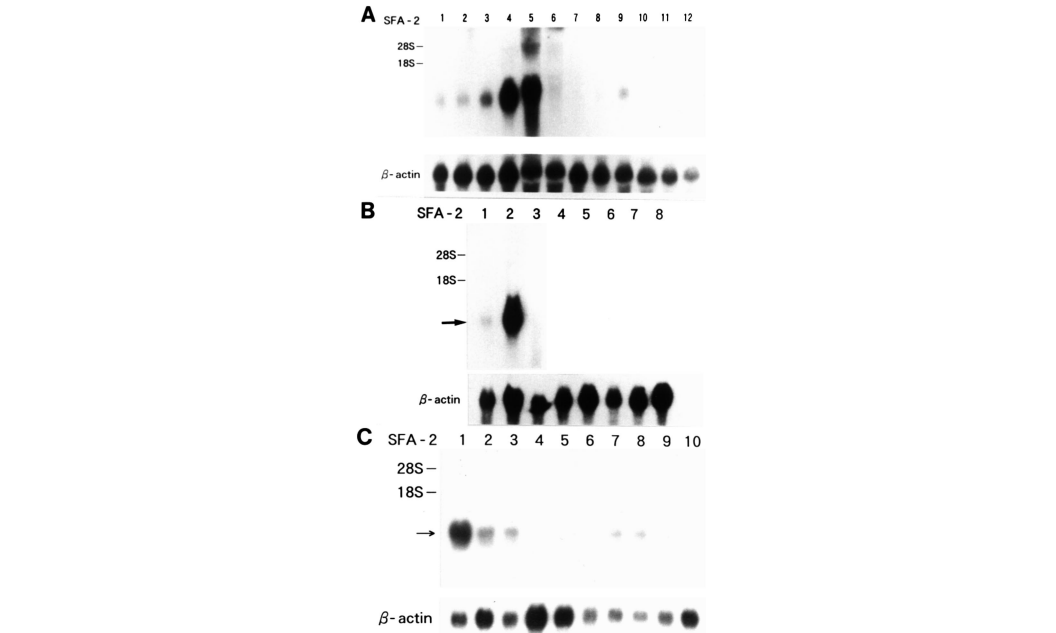 A SFA-2 1 2 3 4 5 6 7 8 9 10 11 12
28S
18S
β-actin
B SFA-2 1 2 3 4 5 6 7 8
28S
18S
β-actin
C SFA-2 1 2 3 4 5 6 7 8 9 10
28S
18S
β-actin